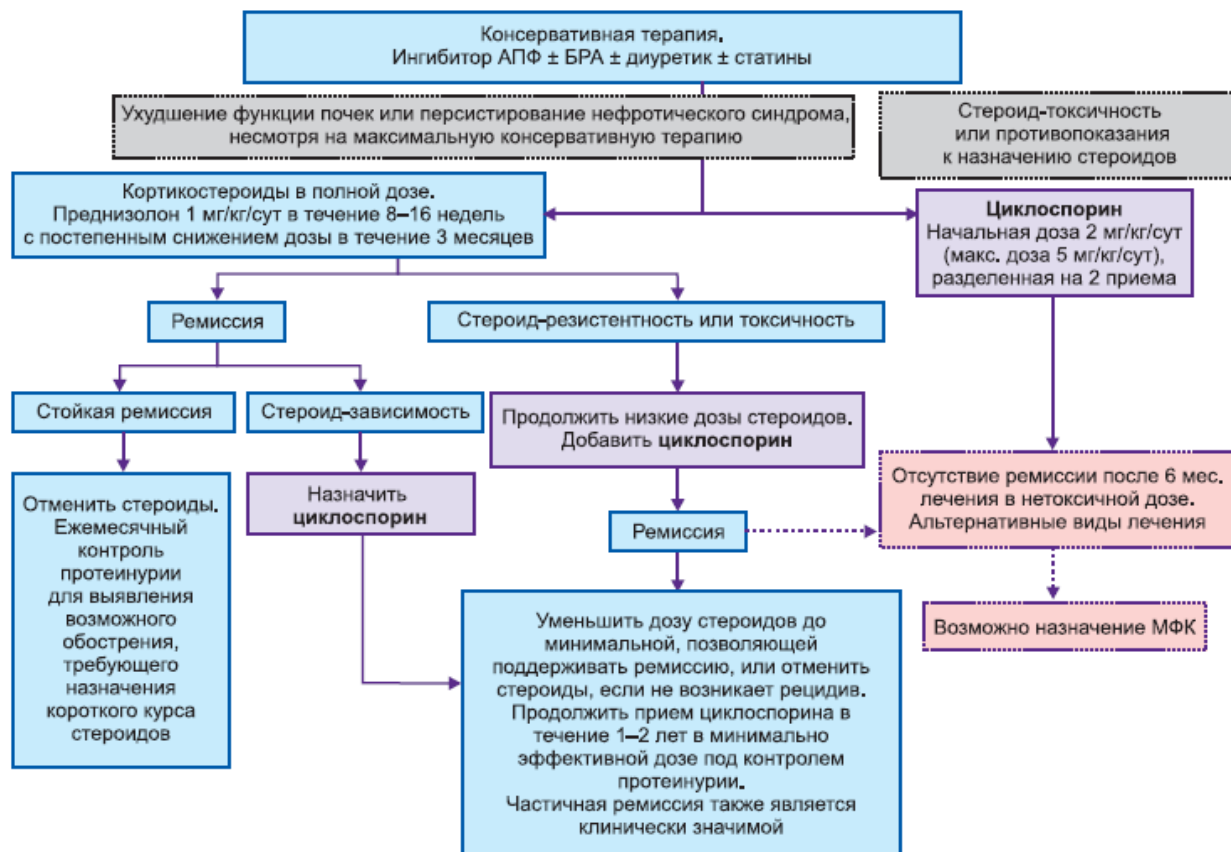 Консервативная терапия.
Ингибитор АПФ ± БРА ± диуретик ± статины
Ухудшение функции почек или персистирование нефротического синдрома,
несмотря на максимальную консервативную терапию
Стероид-токсичность
или противопоказания
к назначению стероидов
Кортикостероиды в полной дозе.
Преднизолон 1 мг/кг/сут в течение 8–16 недель
с постепенным снижением дозы в течение 3 месяцев
Циклоспорин
Начальная доза 2 мг/кг/сут
(макс. доза 5 мг/кг/сут),
разделенная на 2 приема
Ремиссия
Стероид-резистентность или токсичность
Стойкая ремиссия
Стероид-зависимость
Продолжить низкие дозы стероидов.
Добавить циклоспорин
Отсутствие ремиссии после 6 мес.
лечения в нетоксичной дозе.
Альтернативные виды лечения
Отменить стероиды.
Ежемесячный
контроль
протеинурии
для выявления
возможного
обострения,
требующего
назначения
короткого курса
стероидов
Назначить
циклоспорин
Ремиссия
Возможно назначение МФК
Уменьшить дозу стероидов до
минимальной, позволяющей
поддерживать ремиссию, или отменить
стероиды, если не возникает рецидив.
Продолжить прием циклоспорина в
течение 1–2 лет в минимально
эффективной дозе под контролем
протеинурии.
Частичная ремиссия также является
клинически значимой